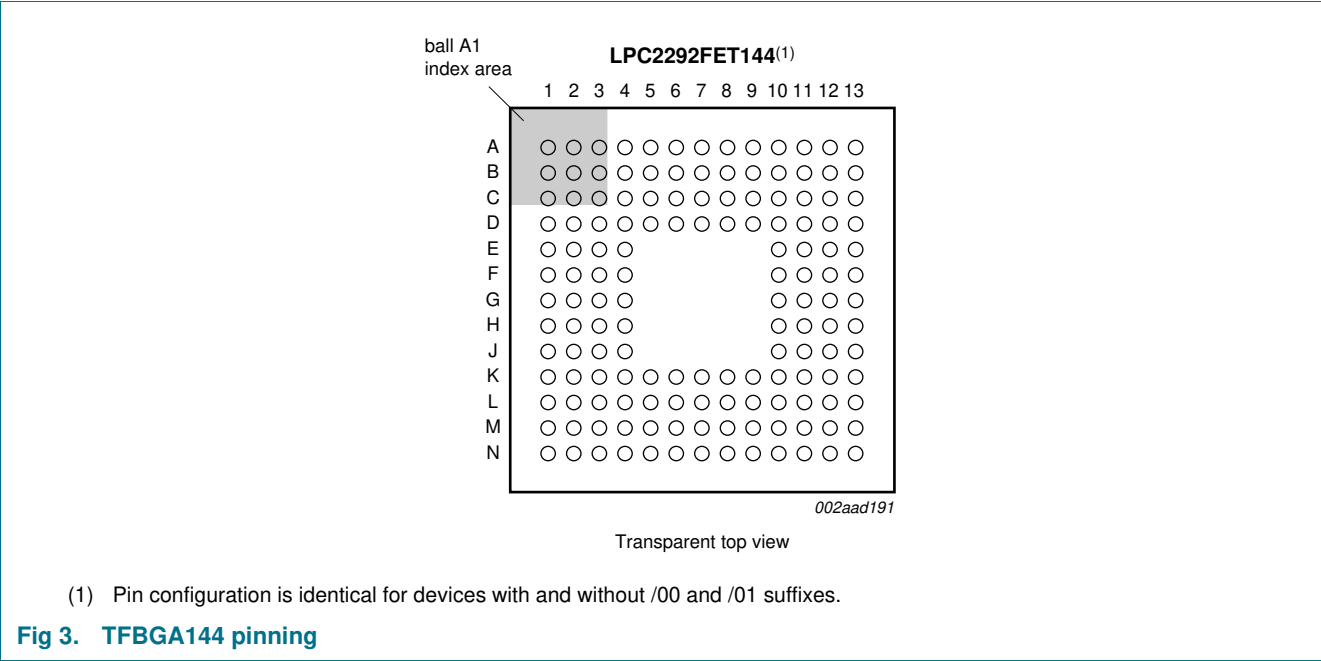 ball A1
index area
LPC2292FET144(1)
1 2 3 4 5 6 7 8 9 10 11 12 13
A
B
C
D
E
F
G
H
J
K
L
M
N
002aad191
Transparent top view
(1) Pin configuration is identical for devices with and without /00 and /01 suffixes.
Fig 3. TFBGA144 pinning